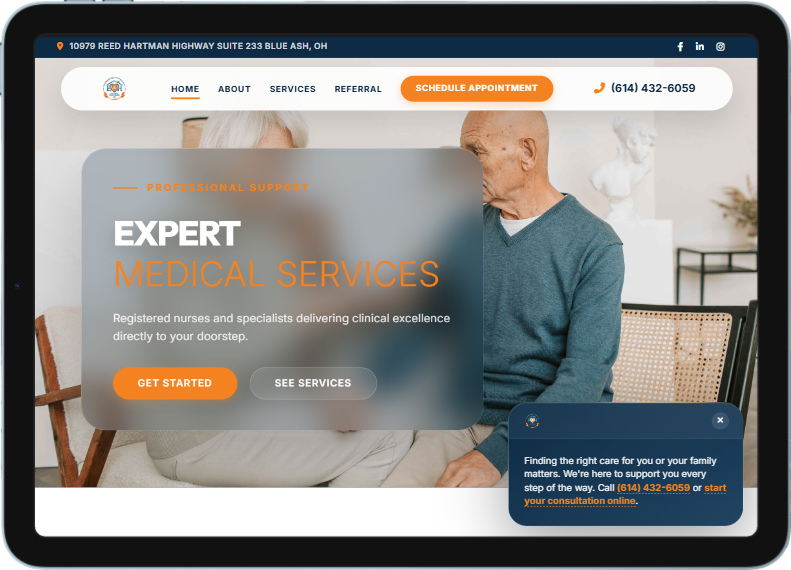 10979 REED HARTMAN HIGHWAY SUITE 233 BLUE ASH, OH
HOME ABOUT SERVICES REFERRAL SCHEDULE APPOINTMENT (614) 432-6059
PROFESSIONAL SUPPORT
EXPERT
MEDICAL SERVICES
Registered nurses and specialists delivering clinical excellence
directly to your doorstep.
GET STARTED SEE SERVICES
Finding the right care for you or your family
matters. We're here to support you every
step of the way. Call (614) 432-6059 or start
your consultation online.